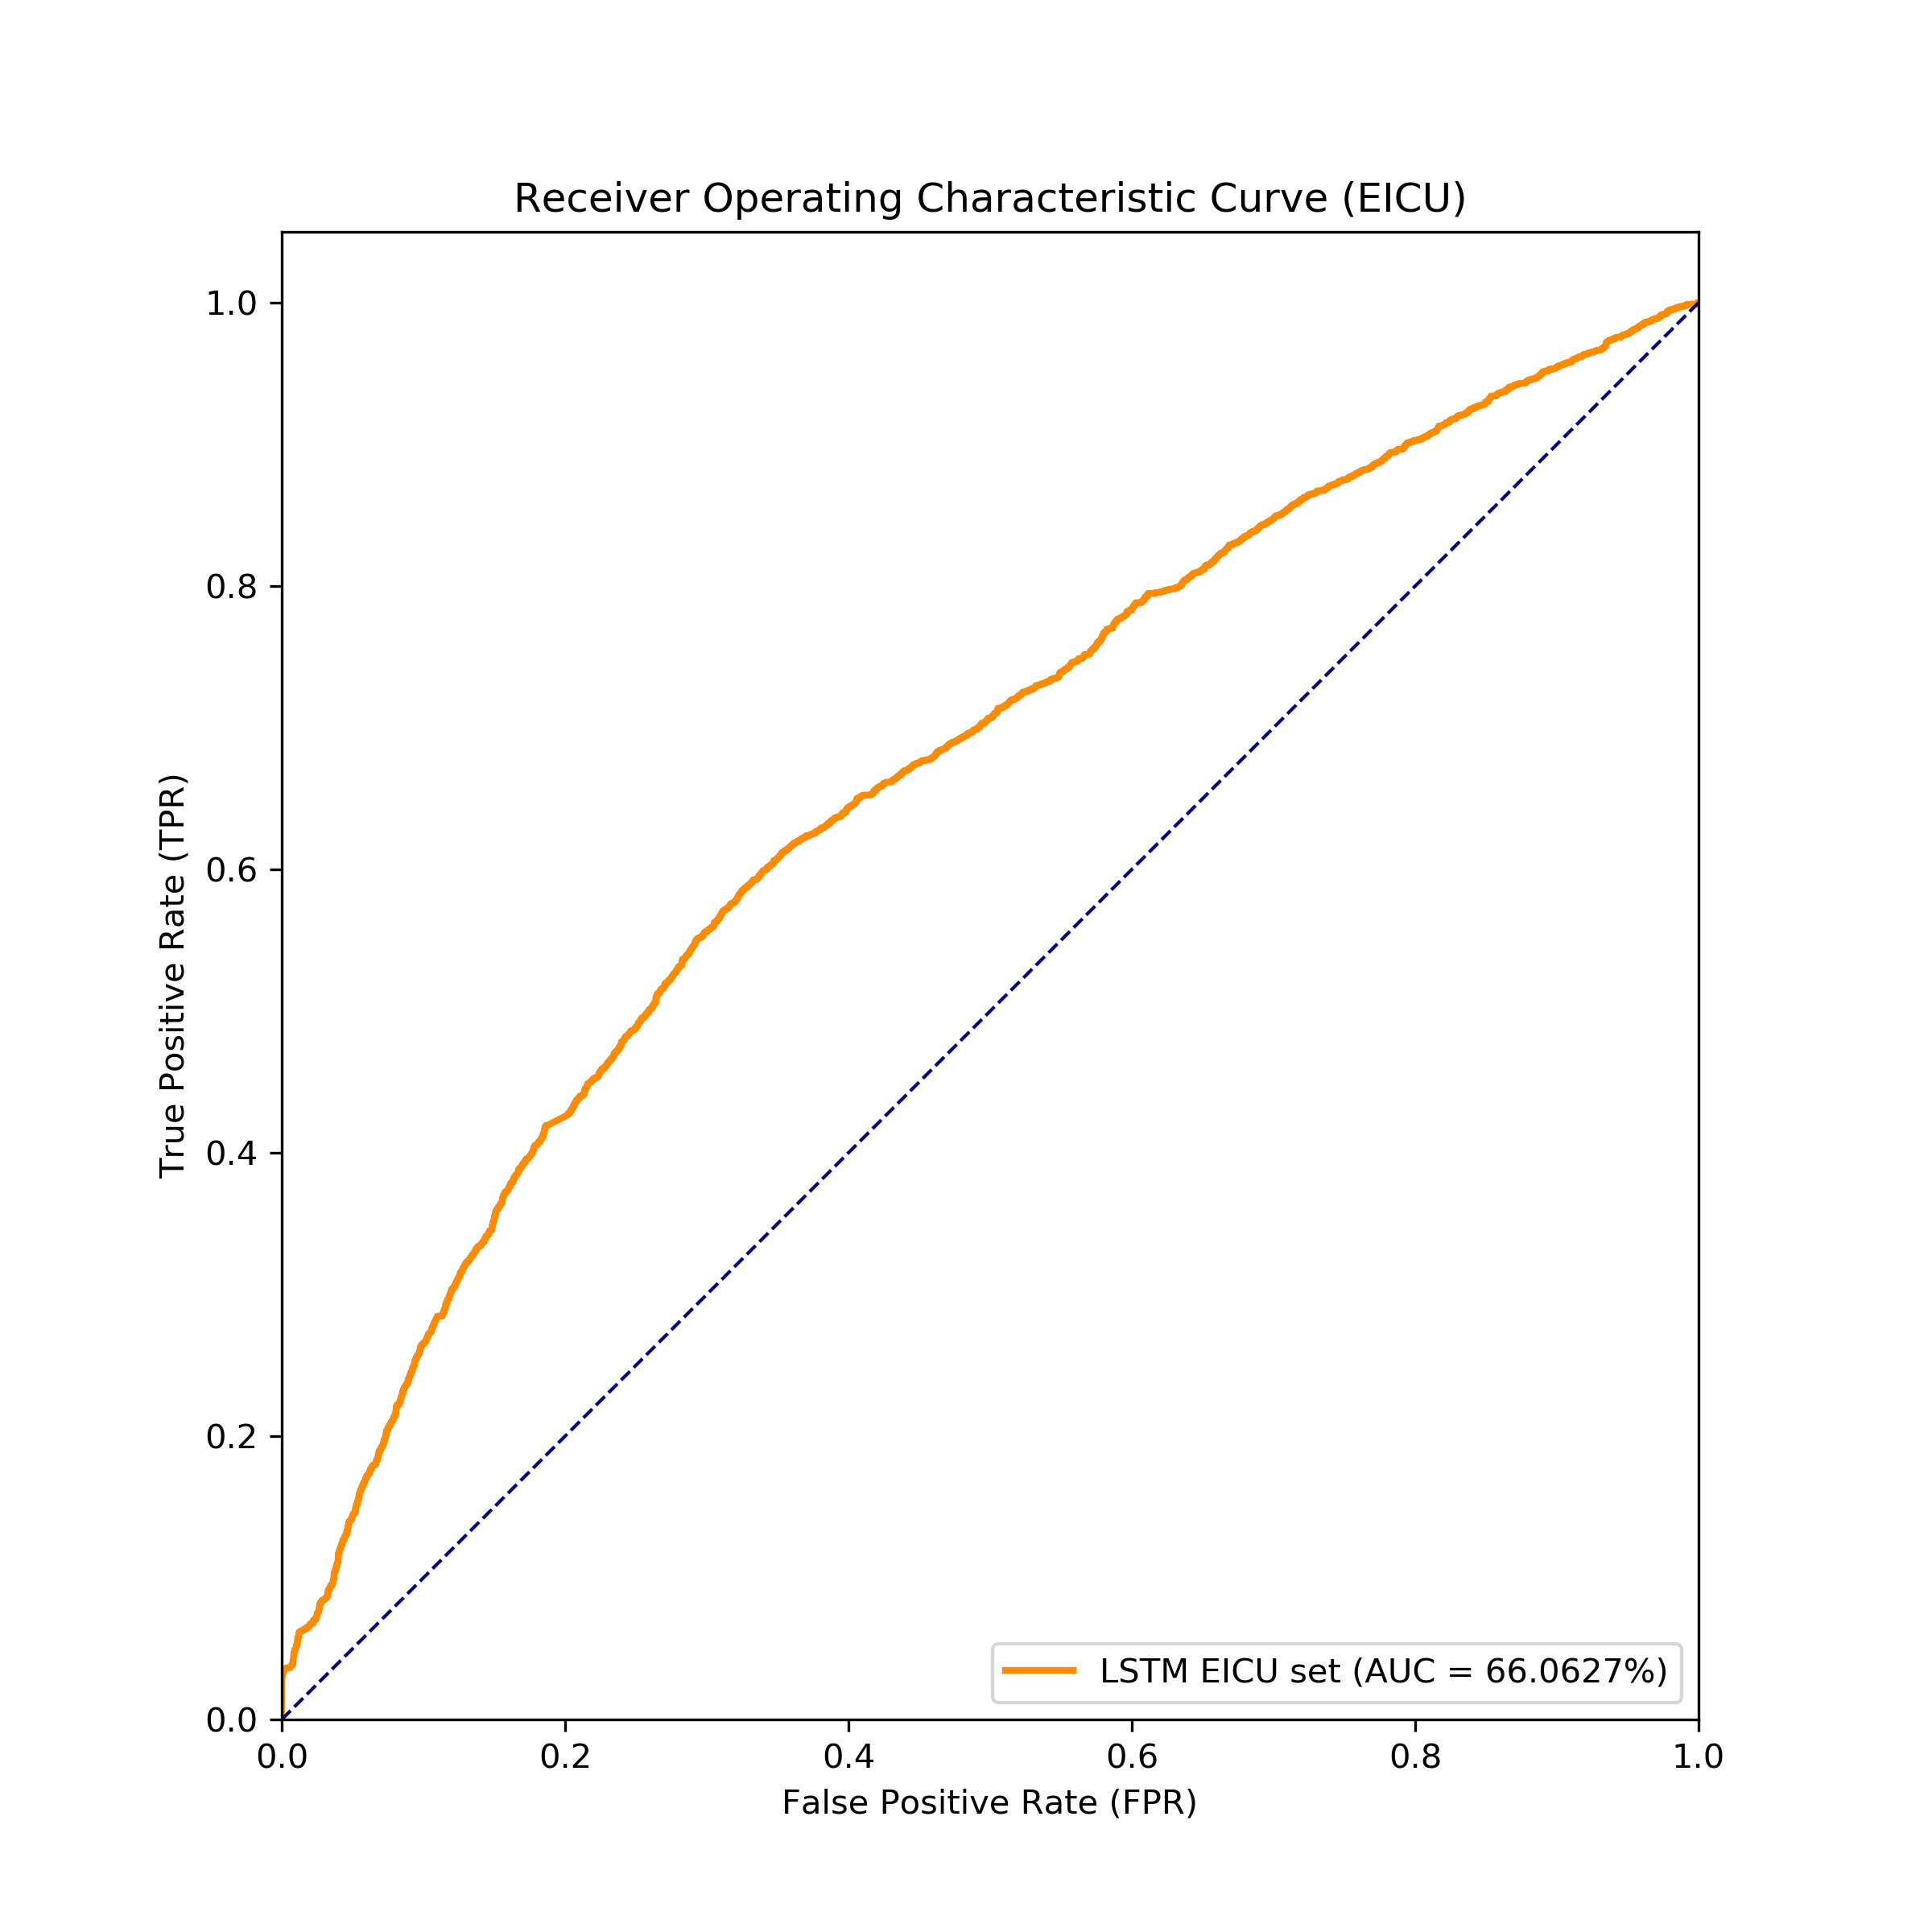 Receiver Operating Characteristic Curve (EICU)
True Positive Rate (TPR)
1.0
0.8
0.6
0.4
0.2
0.0
LSTM EICU set (AUC = 66.0627%)
0.0 0.2 0.4 0.6 0.8 1.0
False Positive Rate (FPR)